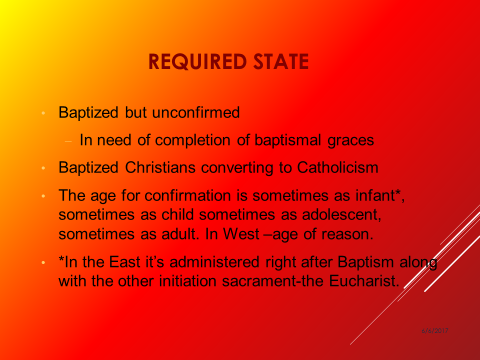 REQUIRED STATE
• Baptized but unconfirmed
– In need of completion of baptismal graces
• Baptized Christians converting to Catholicism
• The age for confirmation is sometimes as infant*,
sometimes as child sometimes as adolescent,
sometimes as adult. In West –age of reason.
• *In the East it’s administered right after Baptism along
with the other initiation sacrament-the Eucharist.